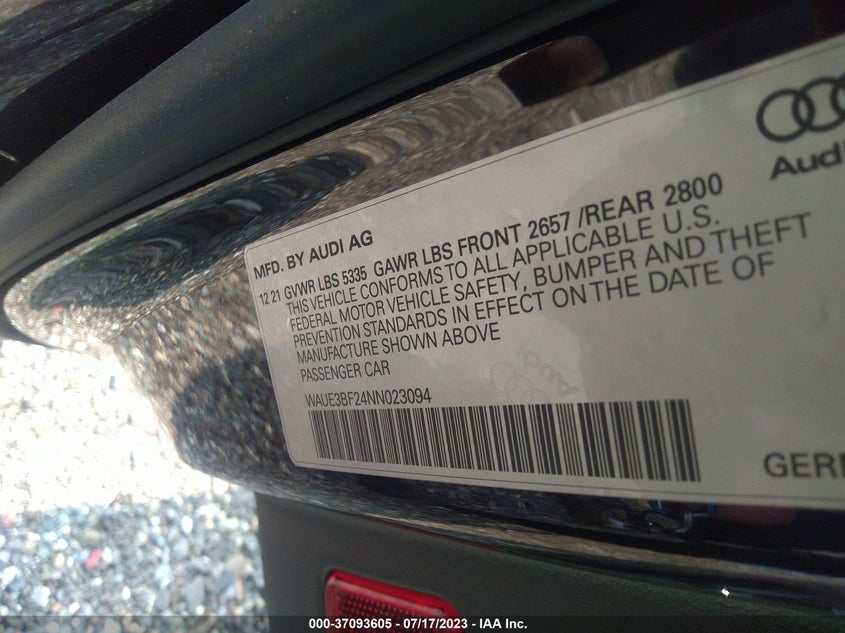 Audi
MFD. BY AUDI AG
12 21 GVWR LBS 5335 GAWR LBS FRONT 2657 /REAR 2800
THIS VEHICLE CONFORMS TO ALL APPLICABLE U.S.
FEDERAL MOTOR VEHICLE SAFETY, BUMPER AND THEFT
PREVENTION STANDARDS IN EFFECT ON THE DATE OF
MANUFACTURE SHOWN ABOVE
PASSENGER CAR
WAUE3BF24NN023094
000-37093605 - 07/17/2023 - IAA Inc.